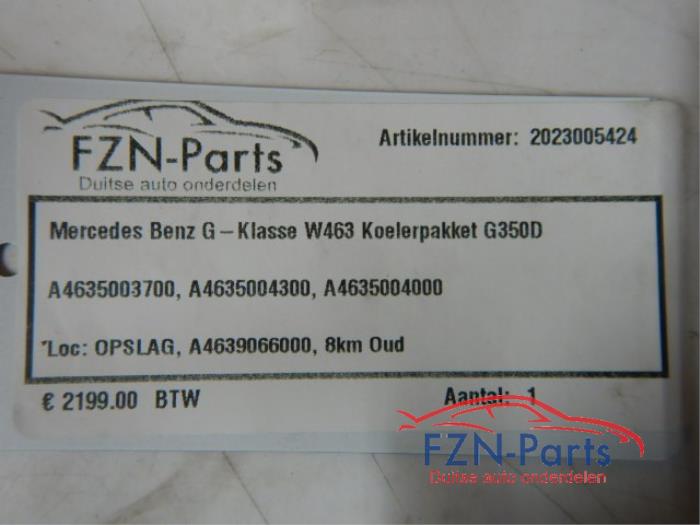 FZN-Parts
Duitse auto onderdelen
Artikelnummer: 2023005424
Mercedes Benz G-Klasse W463 Koelerpakket G350D
A4635003700, A4635004300, A4635004000
*Loc: OPSLAG, A4639066000, 8km Oud
€ 2199.00 BTW
Aantal: 1
FZN-Parts
Duitse auto onderdelen